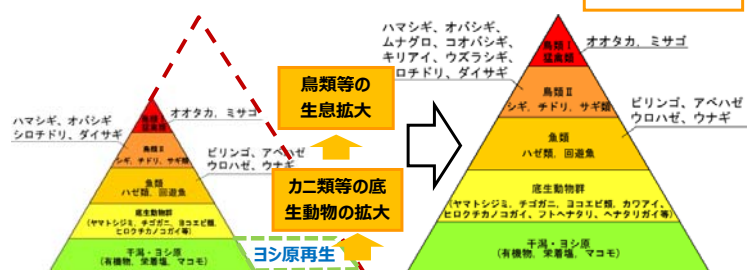 ハマシギ、オバシギ
シロチドリ、ダイサギ
オオタカ、ミサゴ
鳥類Ⅰ
猛禽類
鳥類Ⅱ
シギ、チドリ、サギ類
ビリンゴ、アベハゼ
ウロハゼ、ウナギ
魚類
ハゼ類、回遊魚
底生動物群
(ヤマトシジミ、チゴガニ、ヨコエビ類、
ヒロクチカノコガイ等)
干潟・ヨシ原
(有機物、栄養塩、マコモ)
ヨシ原再生
鳥類等の
生息拡大
カニ類等の底
生動物の拡大
ハマシギ、オバシギ、
ムナグロ、コオバシギ、
キリアイ、ウズラシギ、
シロチドリ、ダイサギ
オオタカ、ミサゴ
鳥類Ⅰ
猛禽類
鳥類Ⅱ
シギ、チドリ、サギ類
ビリンゴ、アベハゼ
ウロハゼ、ウナギ
魚類
ハゼ類、回遊魚
底生動物群
(ヤマトシジミ、チゴガニ、ヨコエビ類、カワアイ、
ヒロクチカノコガイ、フトヘナタリ、ヘナタリガイ等)
干潟・ヨシ原
(有機物、栄養塩、マコモ)